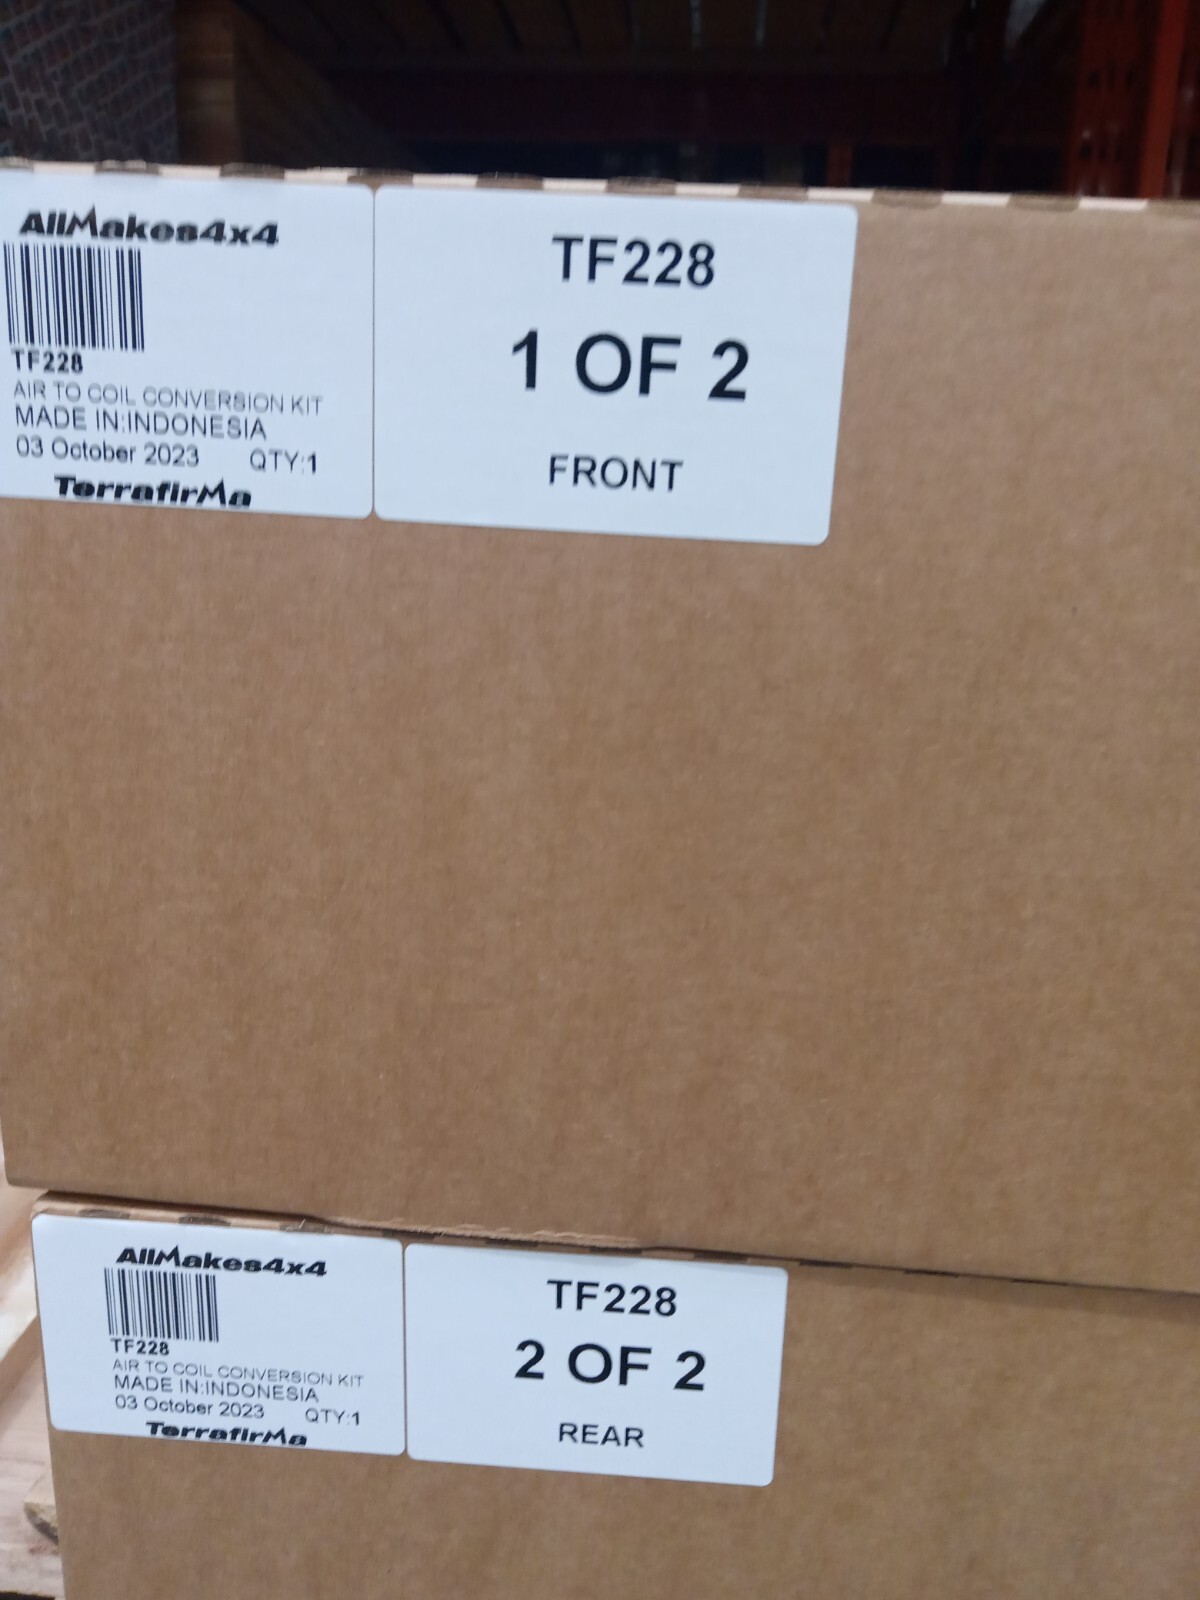 AllMakes4x4
TF228
AIR TO COIL CONVERSION KIT
MADE IN:INDONESIA
03 October 2023 QTY:1
TerrafirMa
TF228
1 OF 2
FRONT
AllMakes4x4
TF228
AIR TO COIL CONVERSION KIT
MADE IN:INDONESIA
03 October 2023 QTY:1
TerrafirMa
TF228
2 OF 2
REAR